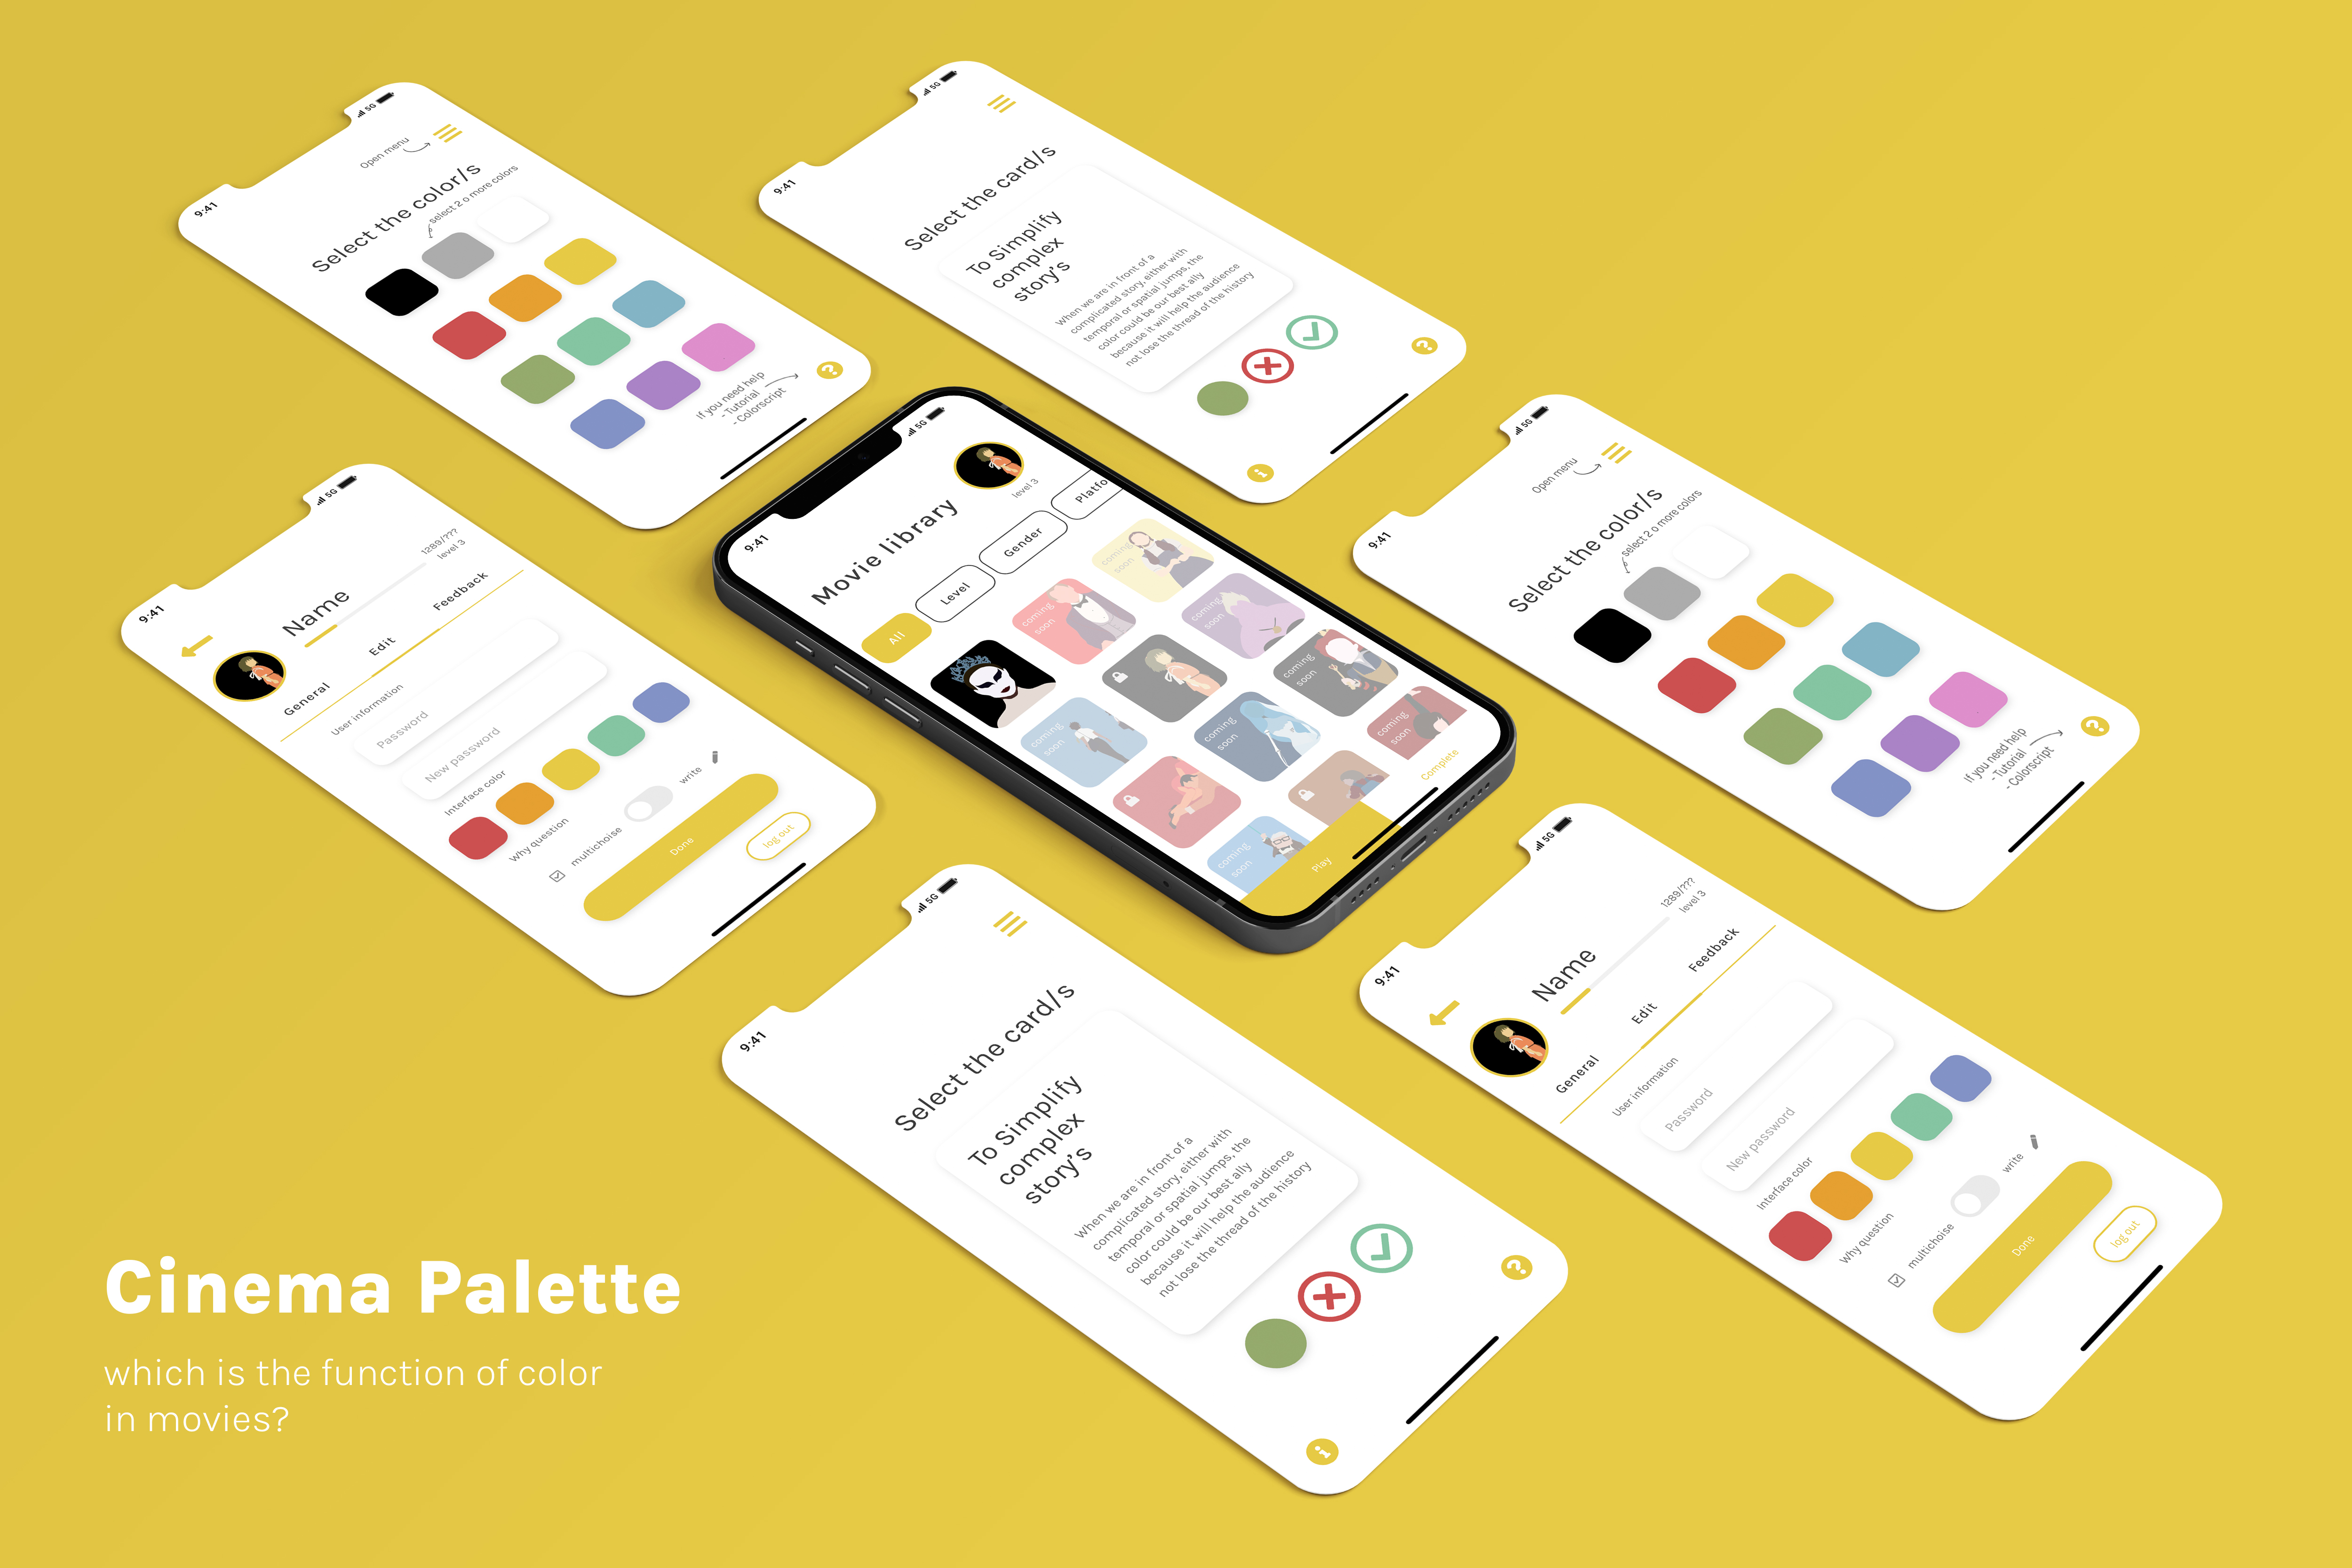 9:41
5G
Open menu
Select the color/s
select 2 o more colors
If you need help
- Tutorial
- Colorscript
9:41
5G
Select the card/s
To Simplify
complex
story's
When we are in front of a
complicated story, either with
temporal or spatial jumps, the
color could be our best ally
because it will help the audience
not lose the thread of the history
9:41
5G
Name
1289/???
level 3
General
Edit
Feedback
User information
Password
New password
Interface color
Why question
multichoise
write
Done
log out
9:41
5G
Movie library
level 3
All
Level
Gender
Platfo
coming
soon
coming
soon
coming
soon
coming
soon
coming
soon
coming
soon
coming
soon
coming
soon
Play
Complete
9:41
5G
Open menu
Select the color/s
select 2 o more colors
If you need help
- Tutorial
- Colorscript
9:41
5G
Select the card/s
To Simplify
complex
story's
When we are in front of a
complicated story, either with
temporal or spatial jumps, the
color could be our best ally
because it will help the audience
not lose the thread of the history
9:41
5G
Name
1289/???
level 3
General
Edit
Feedback
User information
Password
New password
Interface color
Why question
multichoise
write
Done
log out
Cinema Palette
which is the function of color
in movies?